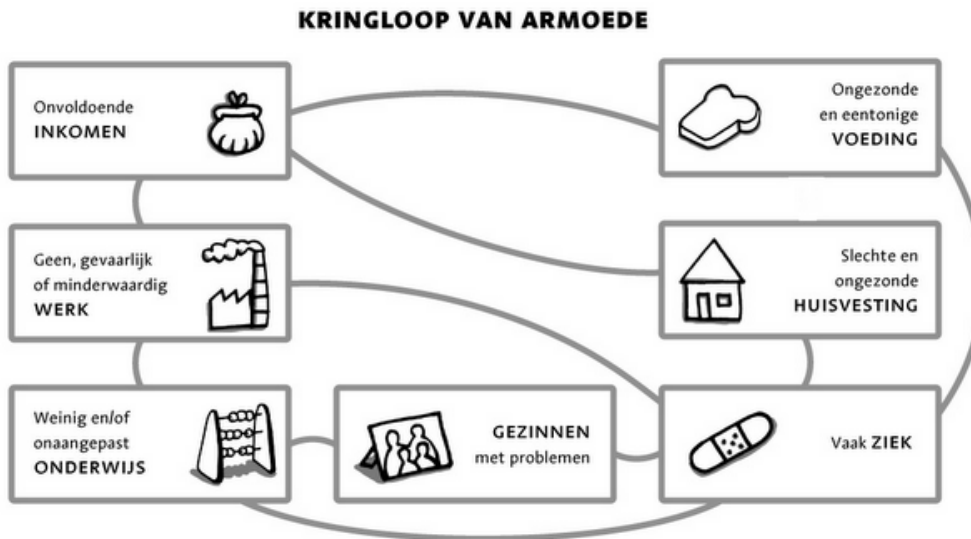 KRINGLOOP VAN ARMOEDE
Onvoldoende
INKOMEN
Ongezonde
en eentonige
VOEDING
Geen, gevaarlijk
of minderwaardig
WERK
Slechte en
ongezonde
HUISVESTING
Weinig en/of
onaangepast
ONDERWIJS
GEZINNEN
met problemen
Vaak ZIEK